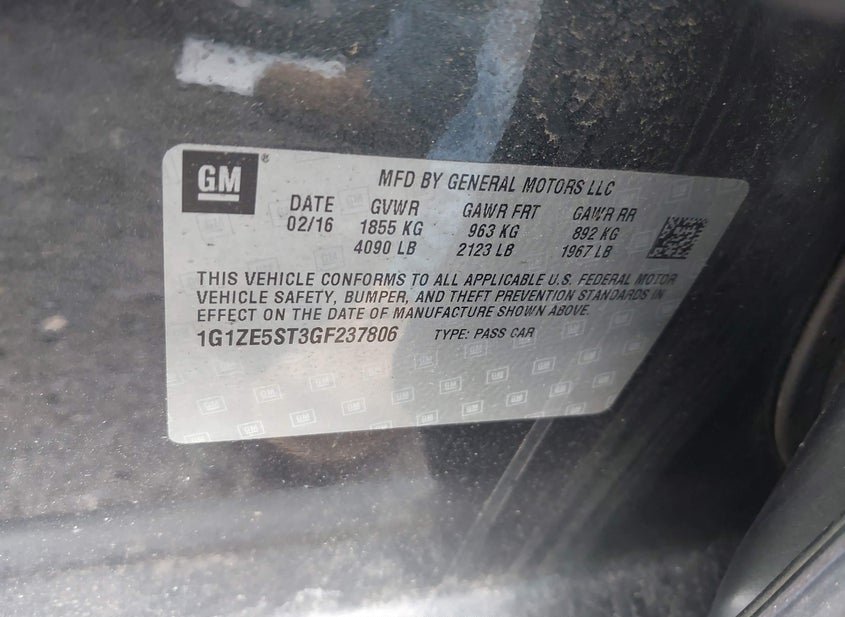 GM ®
MFD BY GENERAL MOTORS LLC
DATE GVWR GAWR FRT GAWR RR
02/16 1855 KG 963 KG 892 KG
4090 LB 2123 LB 1967 LB
THIS VEHICLE CONFORMS TO ALL APPLICABLE U.S. FEDERAL MOTOR
VEHICLE SAFETY, BUMPER, AND THEFT PREVENTION STANDARDS IN
EFFECT ON THE DATE OF MANUFACTURE SHOWN ABOVE.
1G1ZE5ST3GF237806 TYPE: PASS CAR